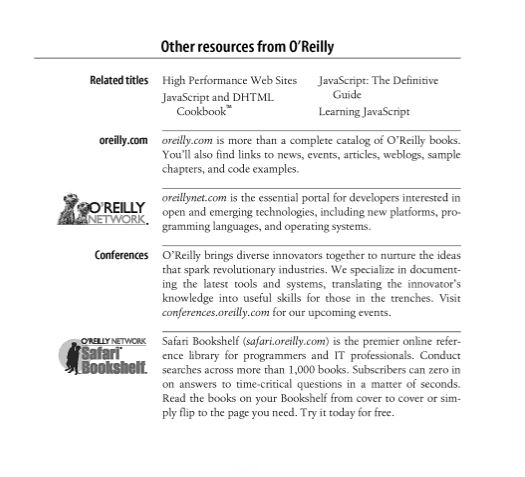 Other resources from O'Reilly
Related titles
High Performance Web Sites
JavaScript and DHTML
Cookbook™
JavaScript: The Definitive
Guide
Learning JavaScript
oreilly.com
oreilly.com is more than a complete catalog of O'Reilly books.
You'll also find links to news, events, articles, weblogs, sample
chapters, and code examples.
O'REILLY
NETWORK.
oreillynet.com is the essential portal for developers interested in
open and emerging technologies, including new platforms, pro-
gramming languages, and operating systems.
Conferences
O'Reilly brings diverse innovators together to nurture the ideas
that spark revolutionary industries. We specialize in document-
ing the latest tools and systems, translating the innovator's
knowledge into useful skills for those in the trenches. Visit
conferences.oreilly.com for our upcoming events.
O'REILLY NETWORK
Safari
Bookshelf.
Safari Bookshelf (safari.oreilly.com) is the premier online refer-
ence library for programmers and IT professionals. Conduct
searches across more than 1,000 books. Subscribers can zero in
on answers to time-critical questions in a matter of seconds.
Read the books on your Bookshelf from cover to cover or sim-
ply flip to the page you need. Try it today for free.